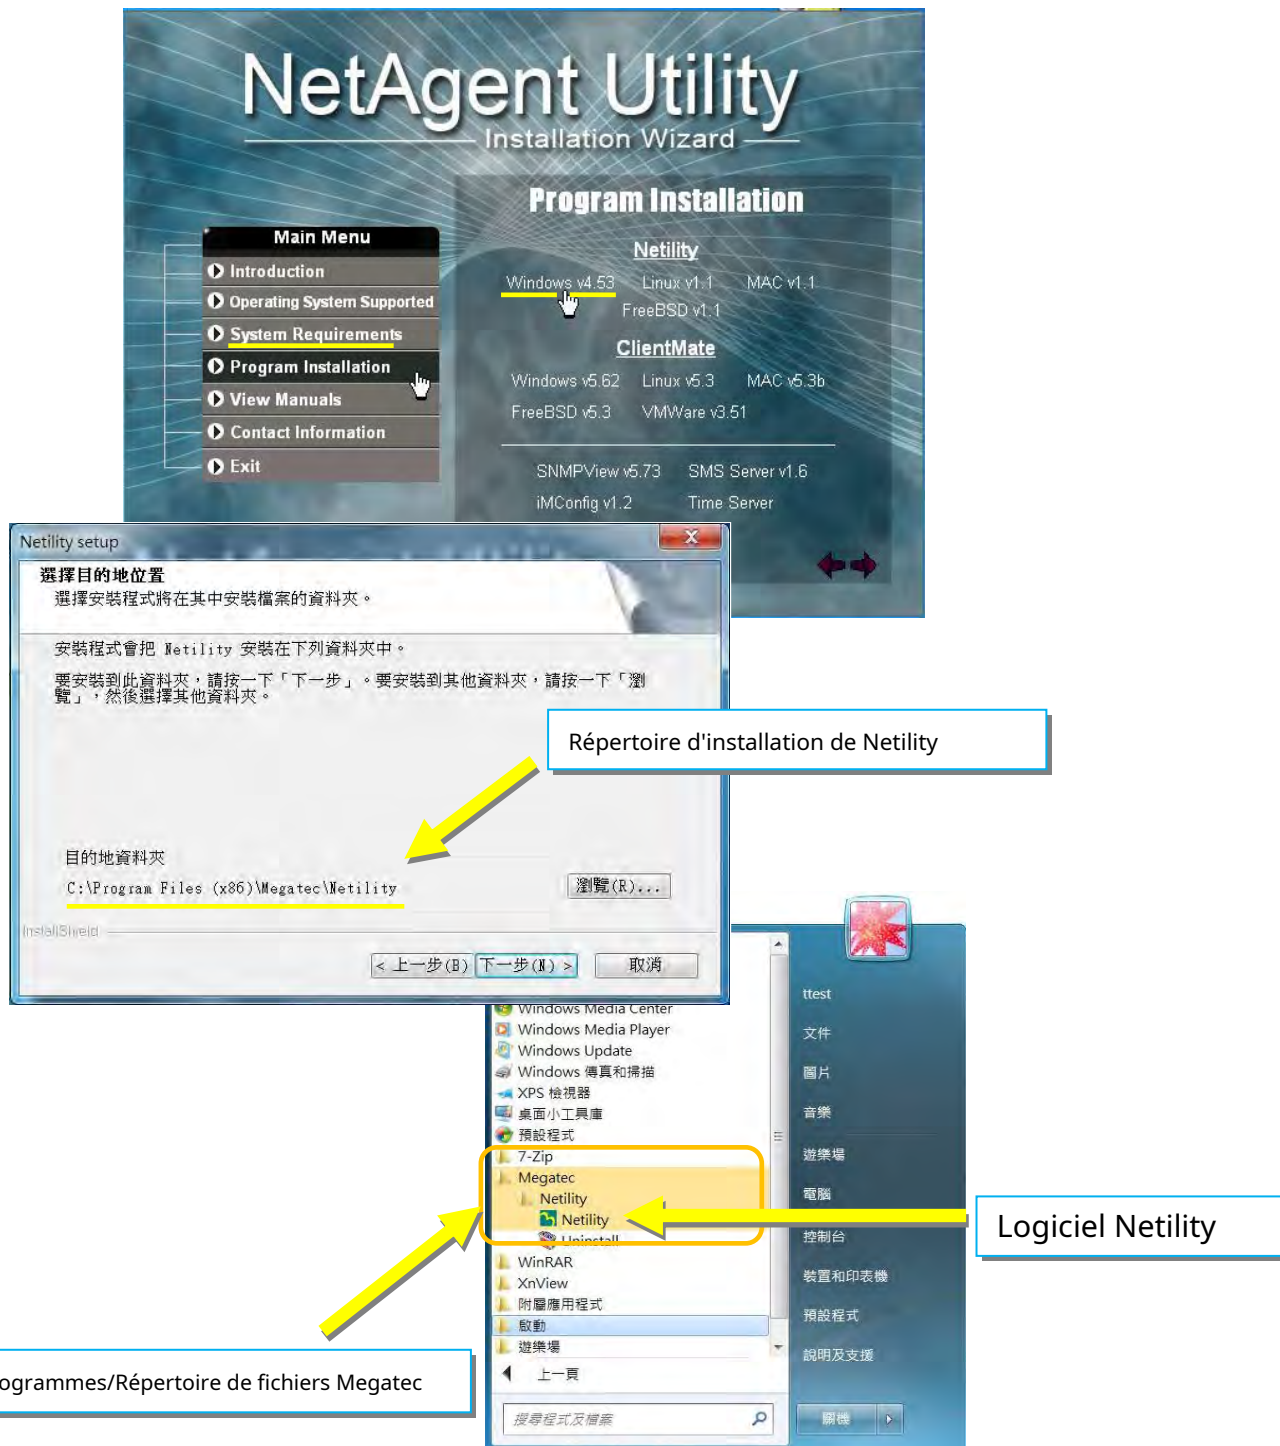 NetAgent Utility
Installation Wizard
Program Installation
Main Menu
Introduction
Operating System Supported
System Requirements
Program Installation
View Manuals
Contact Information
Exit
Netility
Windows v4.53 Linux v1.1 MAC v1.1
FreeBSD v1.1
ClientMate
Windows v5.62 Linux v5.3 MAC v5.3b
FreeBSD v5.3 VMWare v3.51
SNMPView v5.73 SMS Server v1.6
iMConfig v1.2 Time Server
Netility setup
選擇目的地位置
選擇安裝程式將在其中安裝檔案的資料夾。
安裝程式會把 Netility 安裝在下列資料夾中。
要安裝到此資料夾，請按一下「下一步」。要安裝到其他資料夾，請按一下「瀏
覽」，然後選擇其他資料夾。
Répertoire d'installation de Netility
目的地資料夾
C:\Program Files (x86)\Megatec\Netility
瀏覽(R)...
InstallShield
< 上一步(B) 下一步(N) > 取消
Windows Media Center
Windows Media Player
Windows Update
Windows 傳真和掃描
XPS 檢視器
桌面小工具庫
預設程式
7-Zip
Megatec
Netility
Netility
Uninstall
WinRAR
XnView
附屬應用程式
啟動
遊樂場
上一頁
搜尋程式及檔案
ttest
文件
圖片
音樂
遊樂場
電腦
控制台
裝置和印表機
預設程式
說明及支援
關機
Logiciel Netility
ogrammes/Répertoire de fichiers Megatec